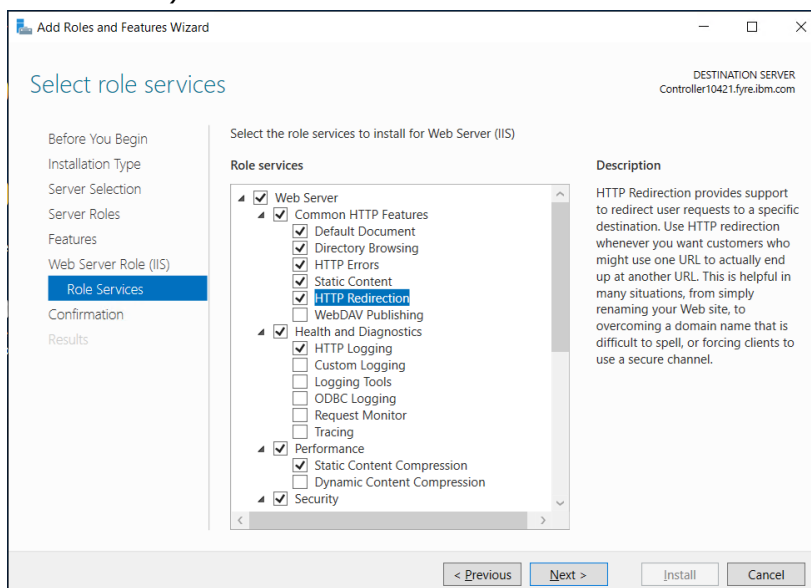 Add Roles and Features Wizard
Select role services
DESTINATION SERVER
Controller10421.fyre.ibm.com
Before You Begin
Installation Type
Server Selection
Server Roles
Features
Web Server Role (IIS)
Role Services
Confirmation
Results
Select the role services to install for Web Server (IIS)
Role services
Web Server
Common HTTP Features
Default Document
Directory Browsing
HTTP Errors
Static Content
HTTP Redirection
WebDAV Publishing
Health and Diagnostics
HTTP Logging
Custom Logging
Logging Tools
ODBC Logging
Request Monitor
Tracing
Performance
Static Content Compression
Dynamic Content Compression
Security
Description
HTTP Redirection provides support
to redirect user requests to a specific
destination. Use HTTP redirection
whenever you want customers who
might use one URL to actually end
up at another URL. This is helpful in
many situations, from simply
renaming your Web site, to
overcoming a domain name that is
difficult to spell, or forcing clients to
use a secure channel.
< Previous
Next >
Install
Cancel